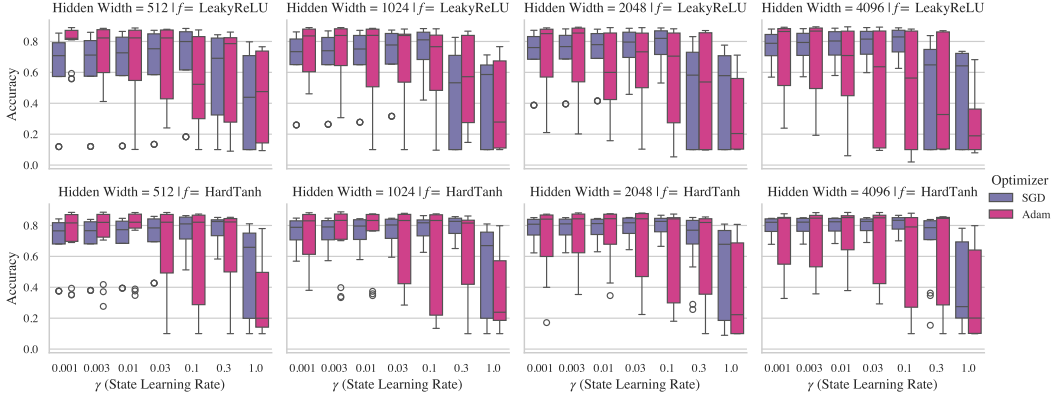 Hidden Width = 512 | f = LeakyReLU
Hidden Width = 1024 | f = LeakyReLU
Hidden Width = 2048 | f = LeakyReLU
Hidden Width = 4096 | f = LeakyReLU
Accuracy
0.8
0.6
0.4
0.2
0.0
Hidden Width = 512 | f = HardTanh
Hidden Width = 1024 | f = HardTanh
Hidden Width = 2048 | f = HardTanh
Hidden Width = 4096 | f = HardTanh
Accuracy
0.8
0.6
0.4
0.2
0.0
Optimizer
SGD
Adam
0.001 0.003 0.01 0.03 0.1 0.3 1.0
0.001 0.003 0.01 0.03 0.1 0.3 1.0
0.001 0.003 0.01 0.03 0.1 0.3 1.0
0.001 0.003 0.01 0.03 0.1 0.3 1.0
γ (State Learning Rate)
γ (State Learning Rate)
γ (State Learning Rate)
γ (State Learning Rate)